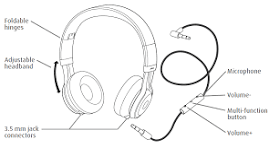 Foldable
hinges
Adjustable
headband
3.5 mm jack
connectors
Microphone
Volume-
Multi-function
button
Volume+